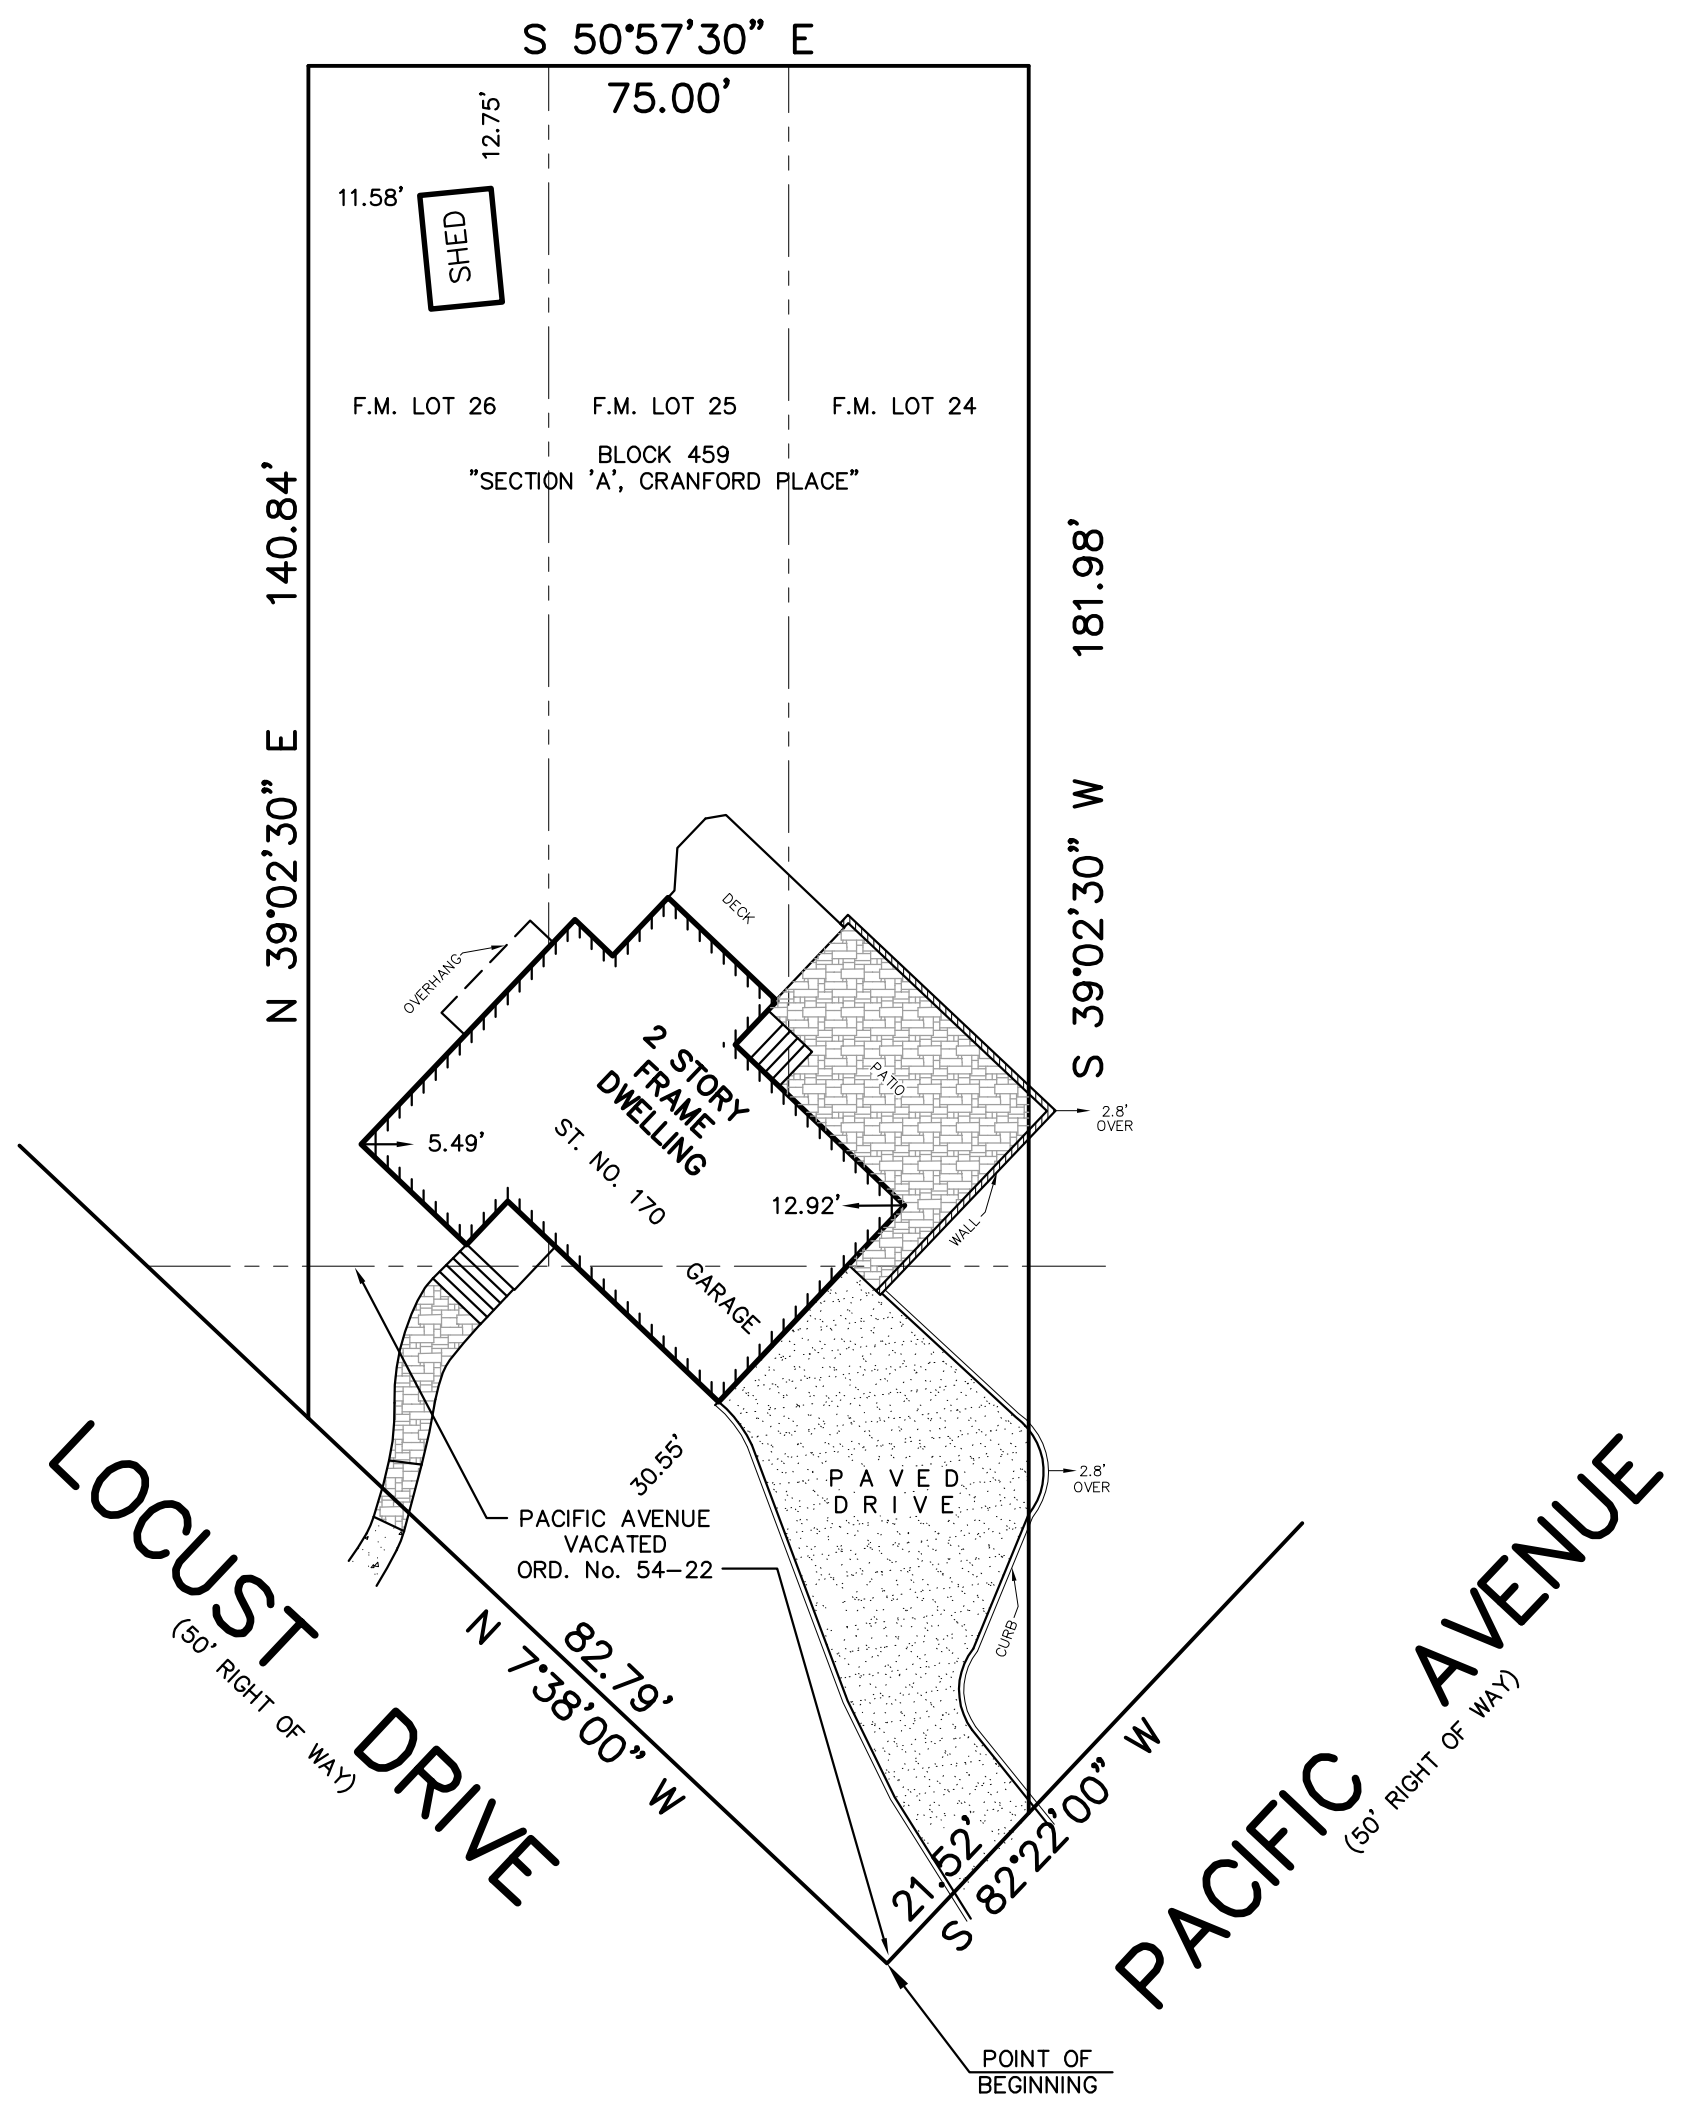 S 50°57'30" E
75.00'
12.75'
11.58'
SHED
F.M. LOT 26
F.M. LOT 25
F.M. LOT 24
BLOCK 459
"SECTION 'A', CRANFORD PLACE"
N 39°02'30" E 140.84'
S 39°02'30" W 181.98'
DECK
OVERHANG
2 STORY
FRAME
DWELLING
ST. NO. 170
PATIO
2.8'
OVER
5.49'
12.92'
WALL
GARAGE
30.55'
PAVED
DRIVE
2.8'
OVER
PACIFIC AVENUE
VACATED
ORD. No. 54-22
CURB
LOCUST DRIVE
(50' RIGHT OF WAY)
82.79'
N 7°38'00" W
21.52'
S 82°22'00" W
PACIFIC AVENUE
(50' RIGHT OF WAY)
POINT OF
BEGINNING